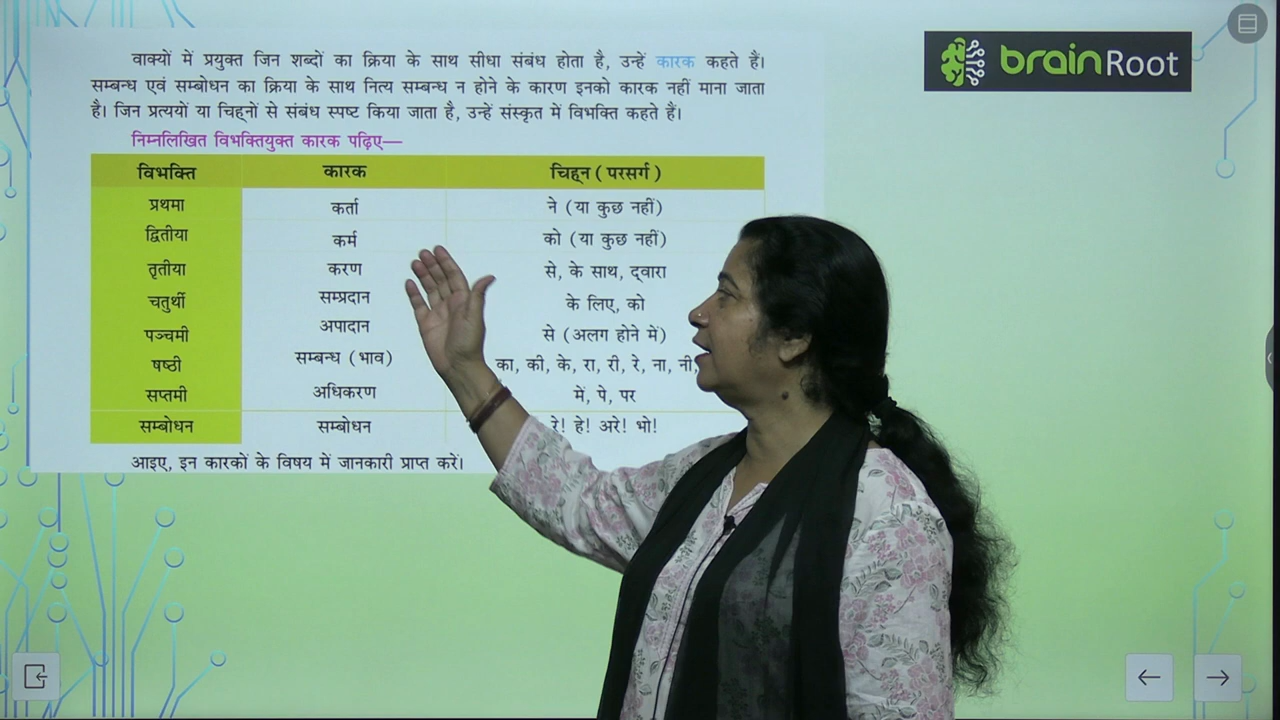 वाक्यों में प्रयुक्त जिन शब्दों का क्रिया के साथ सीधा संबंध होता है, उन्हें कारक कहते हैं।
सम्बन्ध एवं सम्बोधन का क्रिया के साथ नित्य सम्बन्ध न होने के कारण इनको कारक नहीं माना जाता
है। जिन प्रत्ययों या चिह्नों से संबंध स्पष्ट किया जाता है, उन्हें संस्कृत में विभक्ति कहते हैं।
brainRoot
निम्नलिखित विभक्तियुक्त कारक पढ़िए—
विभक्ति कारक चिह्न ( परसर्ग )
प्रथमा कर्ता ने (या कुछ नहीं)
द्वितीया कर्म को (या कुछ नहीं)
तृतीया करण से, के साथ, द्वारा
चतुर्थी सम्प्रदान के लिए, को
पञ्चमी अपादान से (अलग होने में)
षष्ठी सम्बन्ध (भाव) का, की, के, रा, री, रे, ना, नी,
सप्तमी अधिकरण में, पे, पर
सम्बोधन सम्बोधन रे! हे! अरे! भो!
आइए, इन कारकों के विषय में जानकारी प्राप्त करें।